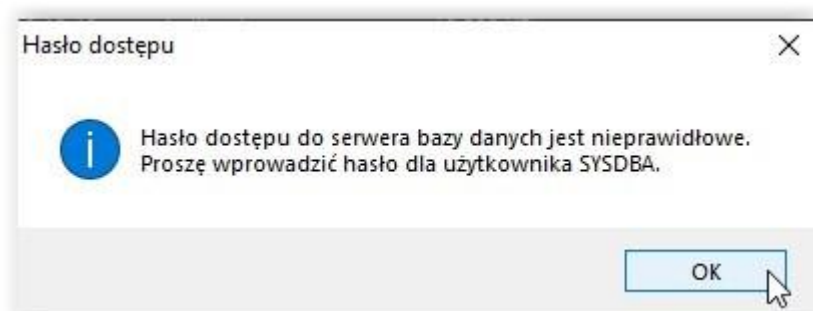 Hasło dostępu
Hasło dostępu do serwera bazy danych jest nieprawidłowe.
Proszę wprowadzić hasło dla użytkownika SYSDBA.
OK